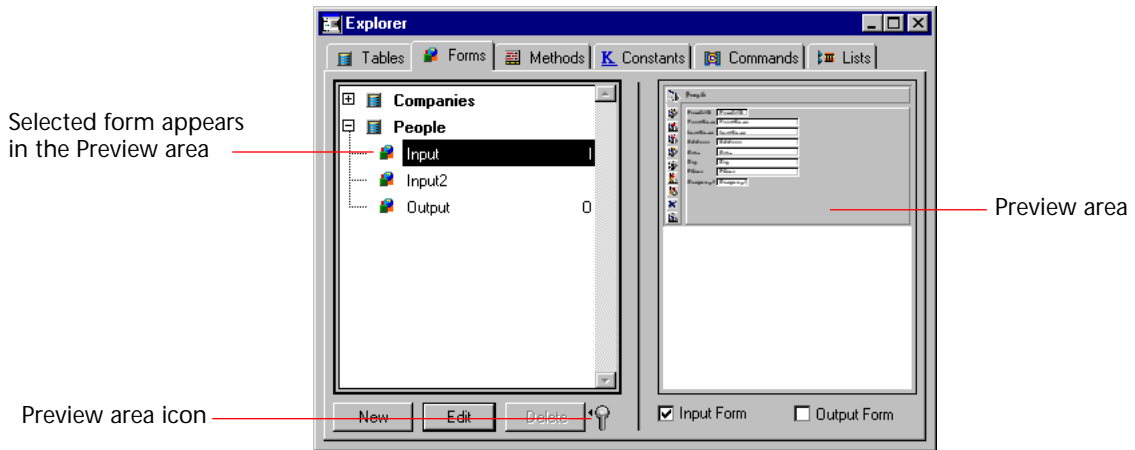 Explorer
Tables Forms Methods K Constants Commands Lists
Companies
People
Input I
Input2
Output O
New Edit Delete
Input Form Output Form
Selected form appears
in the Preview area
Preview area
Preview area icon